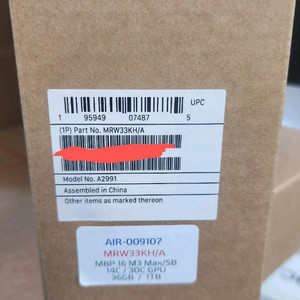 UPC
1 95949 07487 5
(1P) Part No. MRW33KH/A
Model No. A2991
Assembled in China
Other items as marked thereon
AIR-009107
MRW33KH/A
MBP 16 M3 Max/SB
14C / 30C GPU
36GB / 1TB